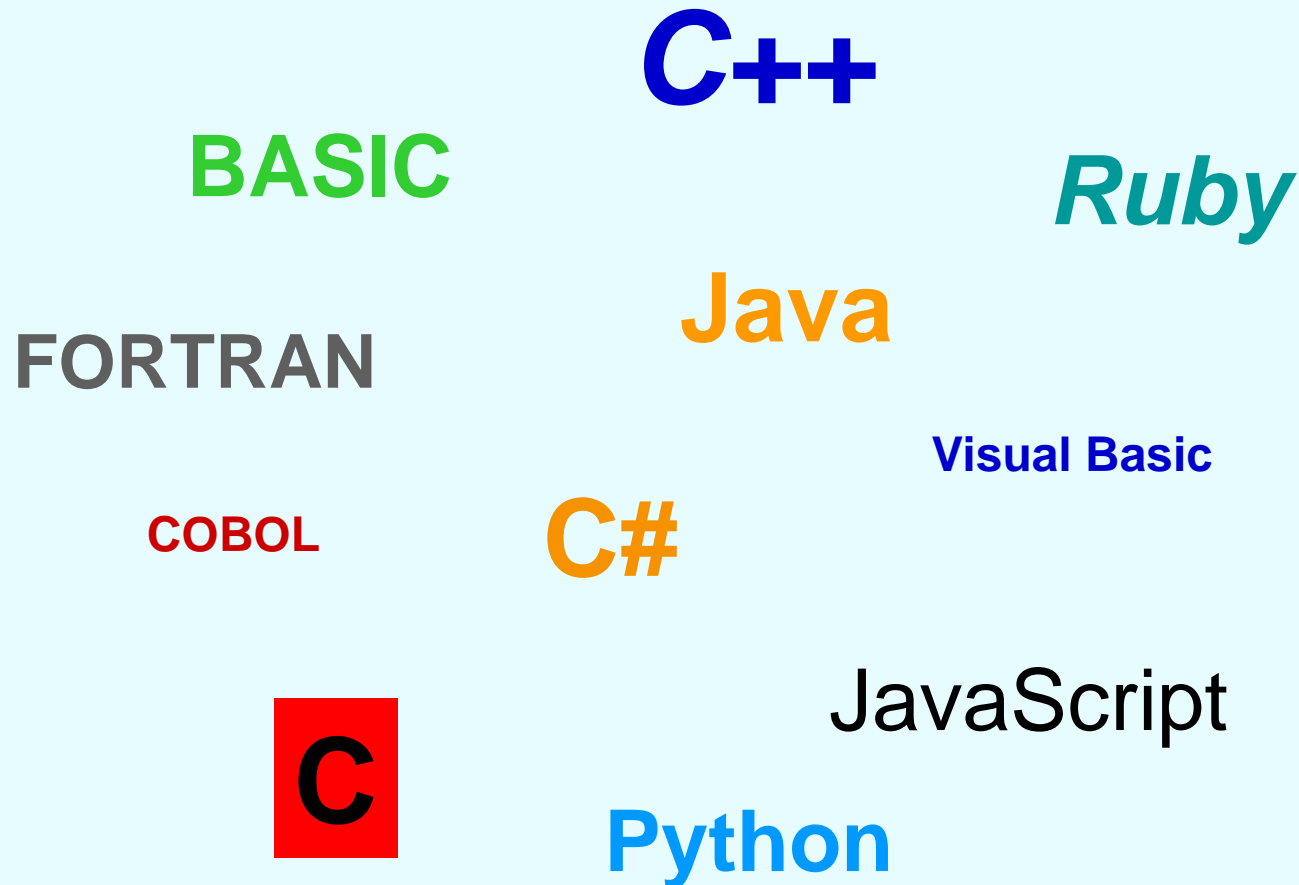 C++
BASIC
Ruby
Java
FORTRAN
Visual Basic
COBOL
C#
JavaScript
C
Python